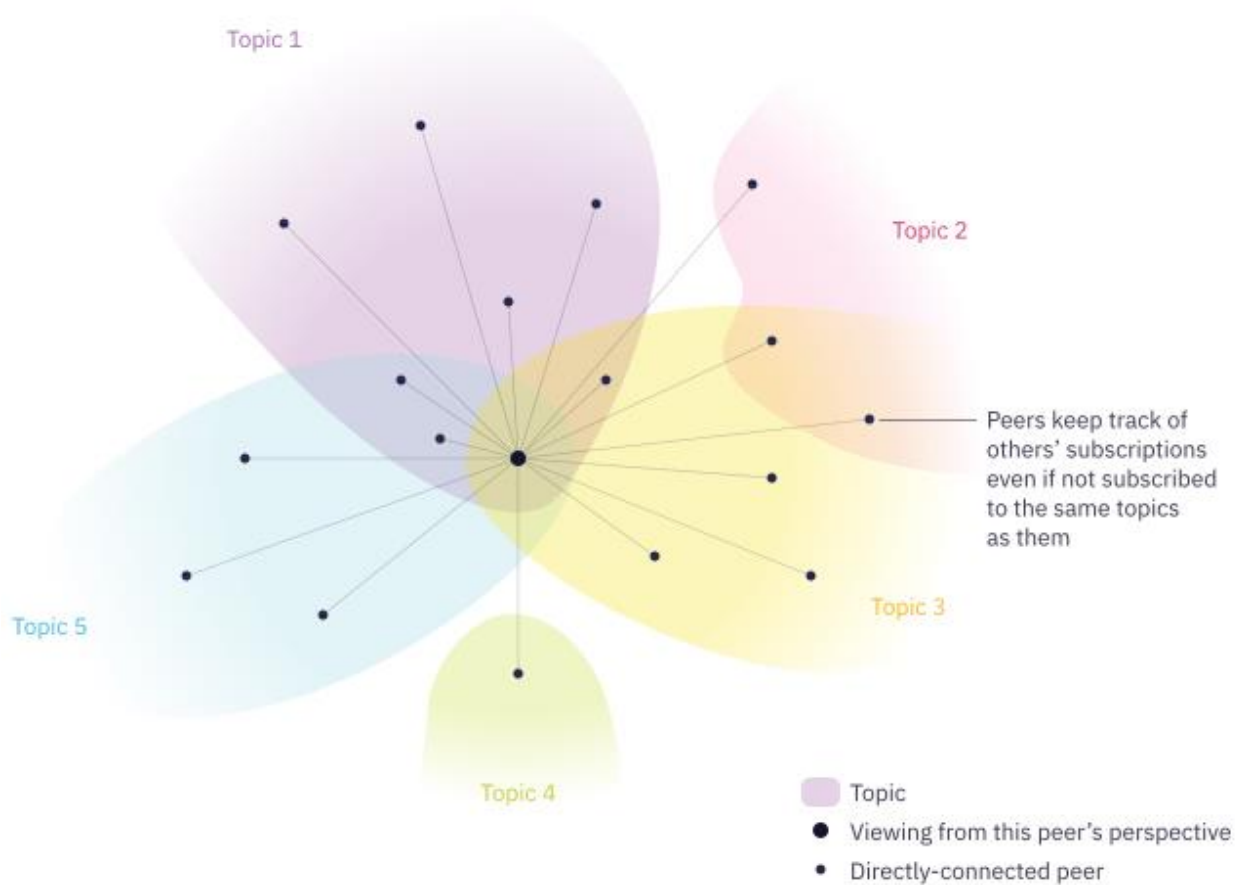 Topic 1
Topic 2
Peers keep track of
others’ subscriptions
even if not subscribed
to the same topics
as them
Topic 3
Topic 5
Topic 4
Topic
Viewing from this peer’s perspective
Directly-connected peer